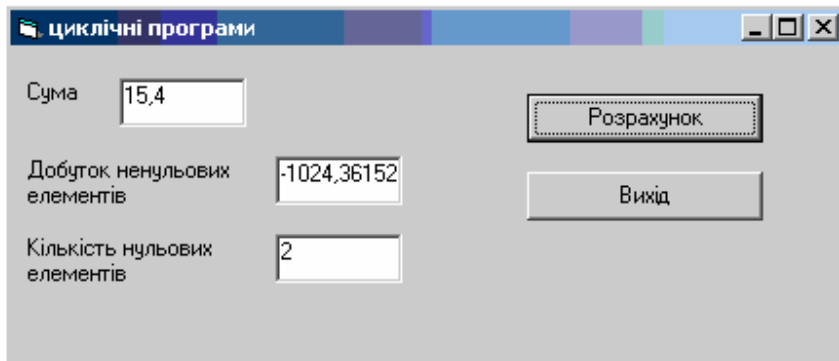 циклічні програми
Сума
15,4
Розрахунок
Добуток ненульових
елементів
-1024,36152
Вихід
Кількість нульових
елементів
2